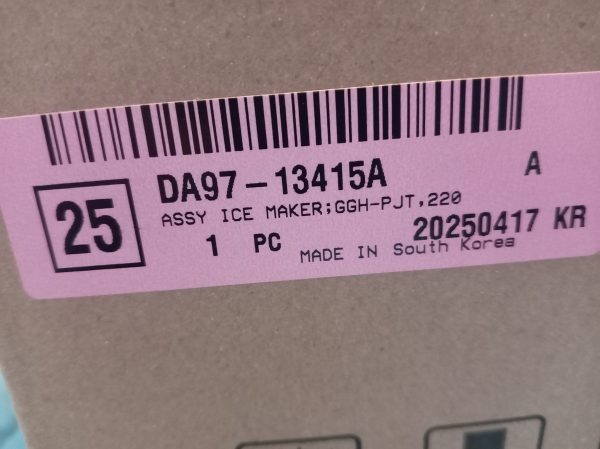 DA97-13415A A
25
ASSY ICE MAKER;GGH-PJT,220
1 PC 20250417 KR
MADE IN South Korea